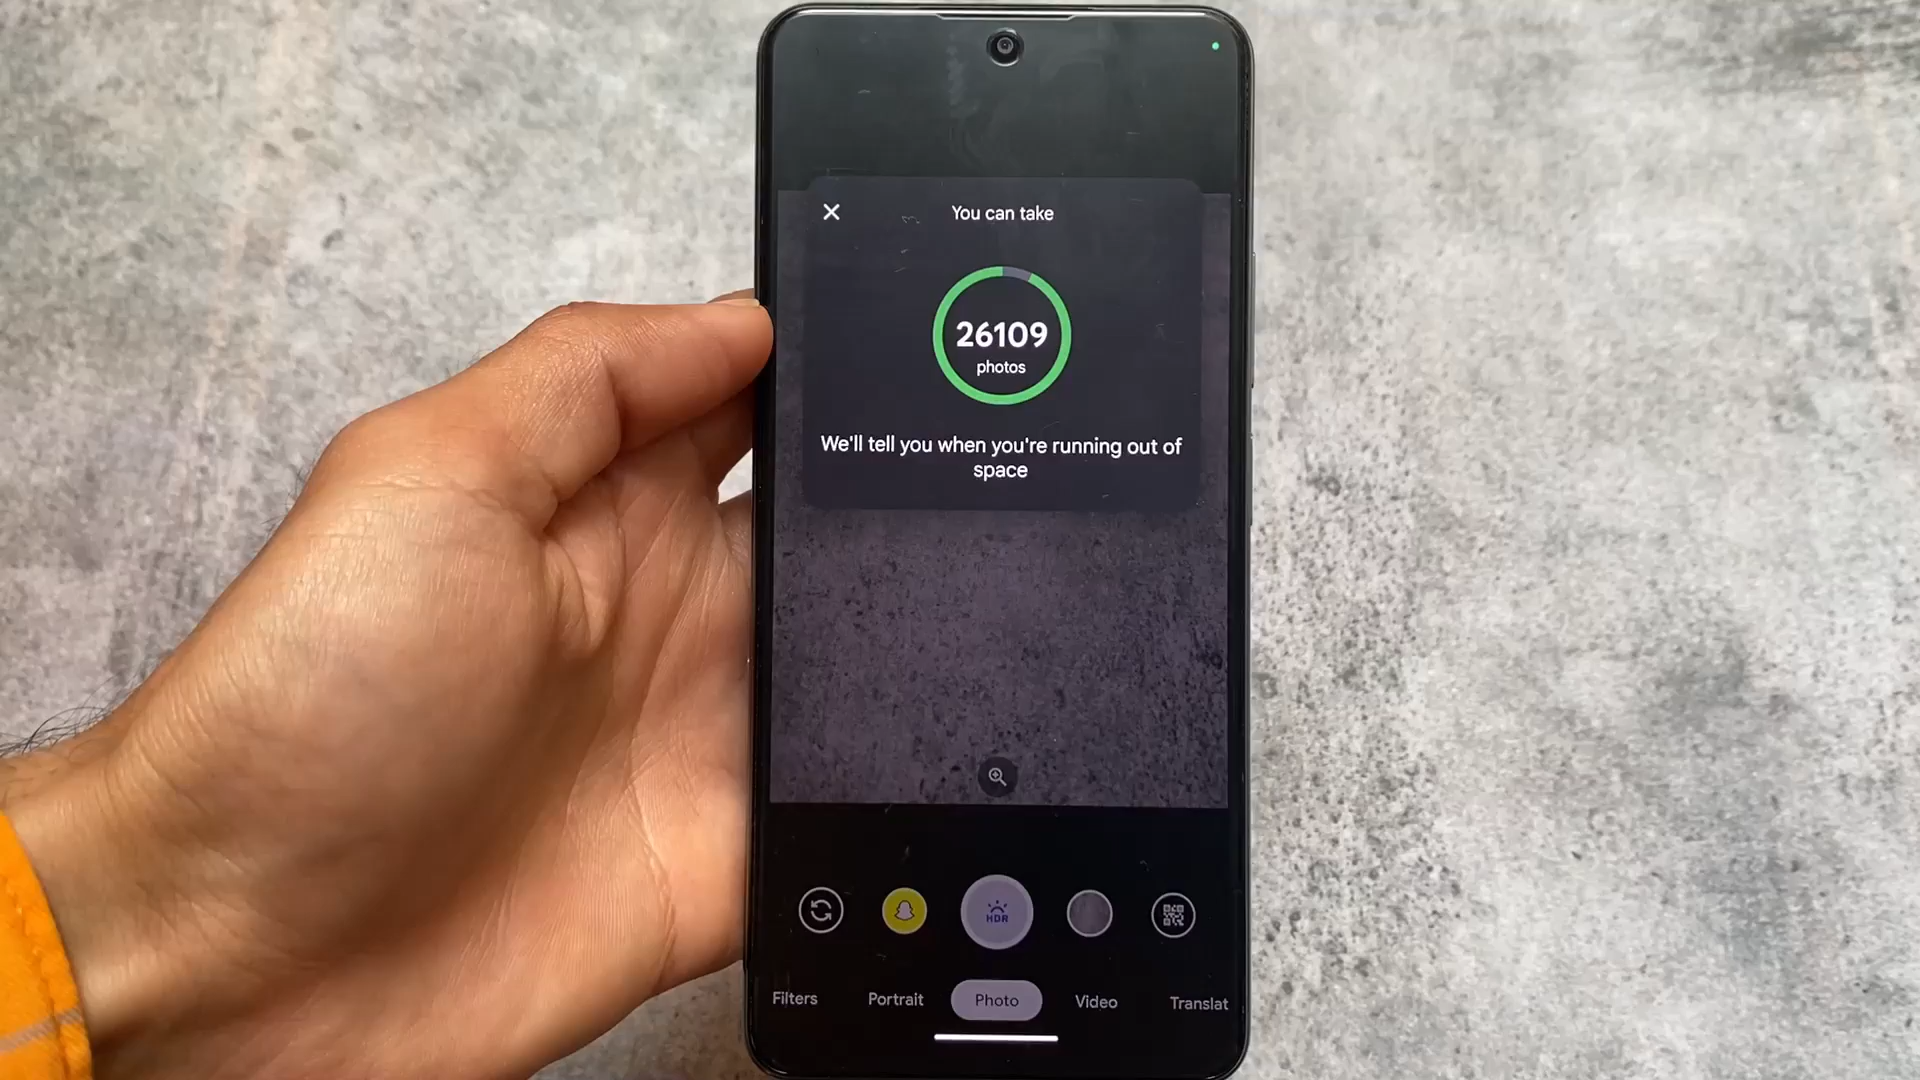 You can take
26109
photos
We'll tell you when you're running out of
space
HDR
Filters Portrait Photo Video Translat